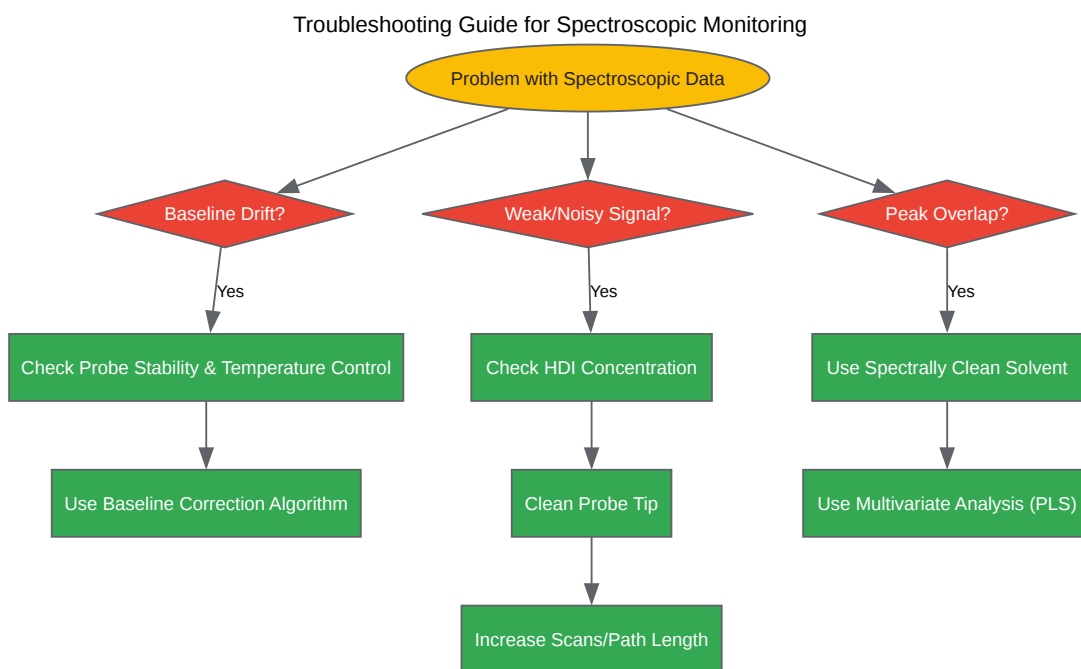 Troubleshooting Guide for Spectroscopic Monitoring
Problem with Spectroscopic Data
Baseline Drift?
Weak/Noisy Signal?
Peak Overlap?
Yes
Yes
Yes
Check Probe Stability & Temperature Control
Check HDI Concentration
Use Spectrally Clean Solvent
Use Baseline Correction Algorithm
Clean Probe Tip
Use Multivariate Analysis (PLS)
Increase Scans/Path Length